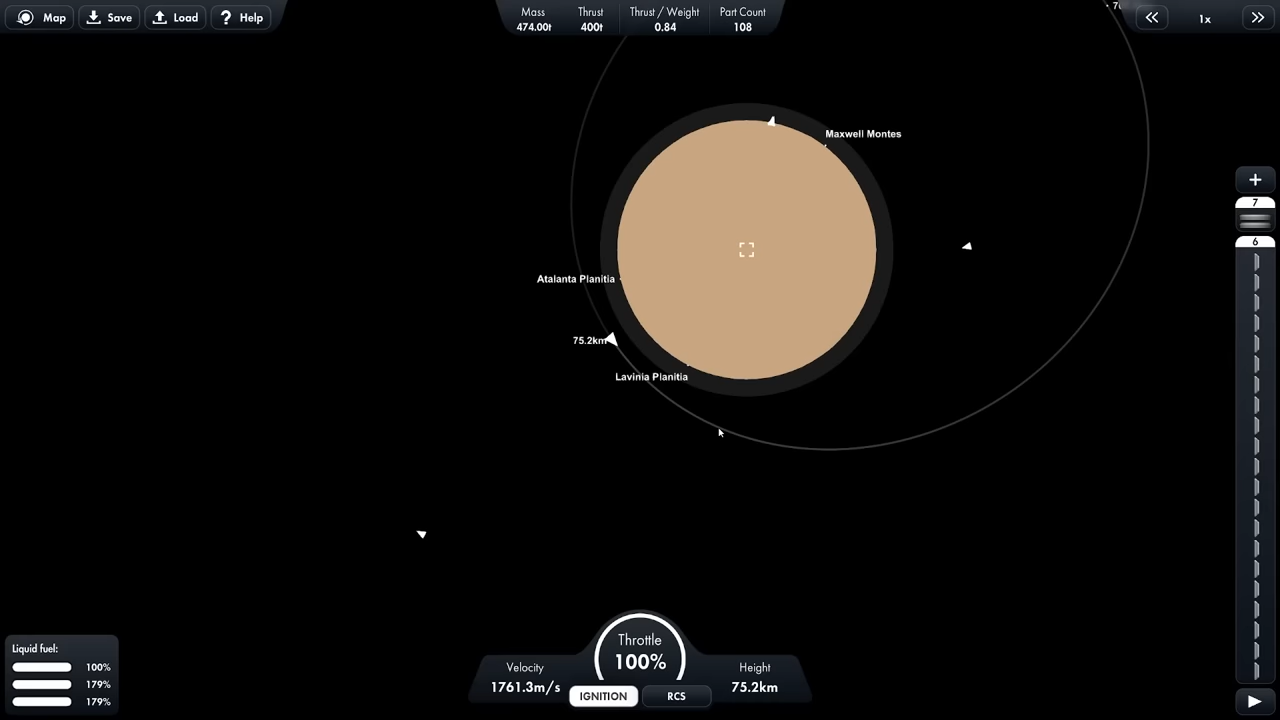 Map
Save
Load
Help
Mass
474.00t
Thrust
400t
Thrust / Weight
0.84
Part Count
108
1x
Maxwell Montes
Atalanta Planitia
75.2km
Lavinia Planitia
+
7
6
Liquid fuel:
100%
179%
179%
Throttle
100%
Velocity
1761.3m/s
IGNITION
RCS
Height
75.2km